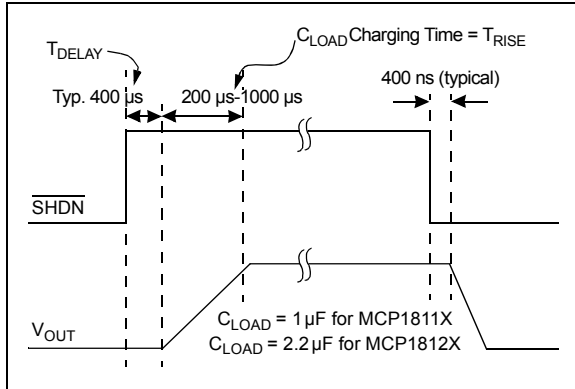 C_LOAD Charging Time = T_RISE
T_DELAY
400 ns (typical)
Typ. 400 µs
200 µs-1000 µs
SHDN
V_OUT
C_LOAD = 1 µF for MCP1811X
C_LOAD = 2.2 µF for MCP1812X